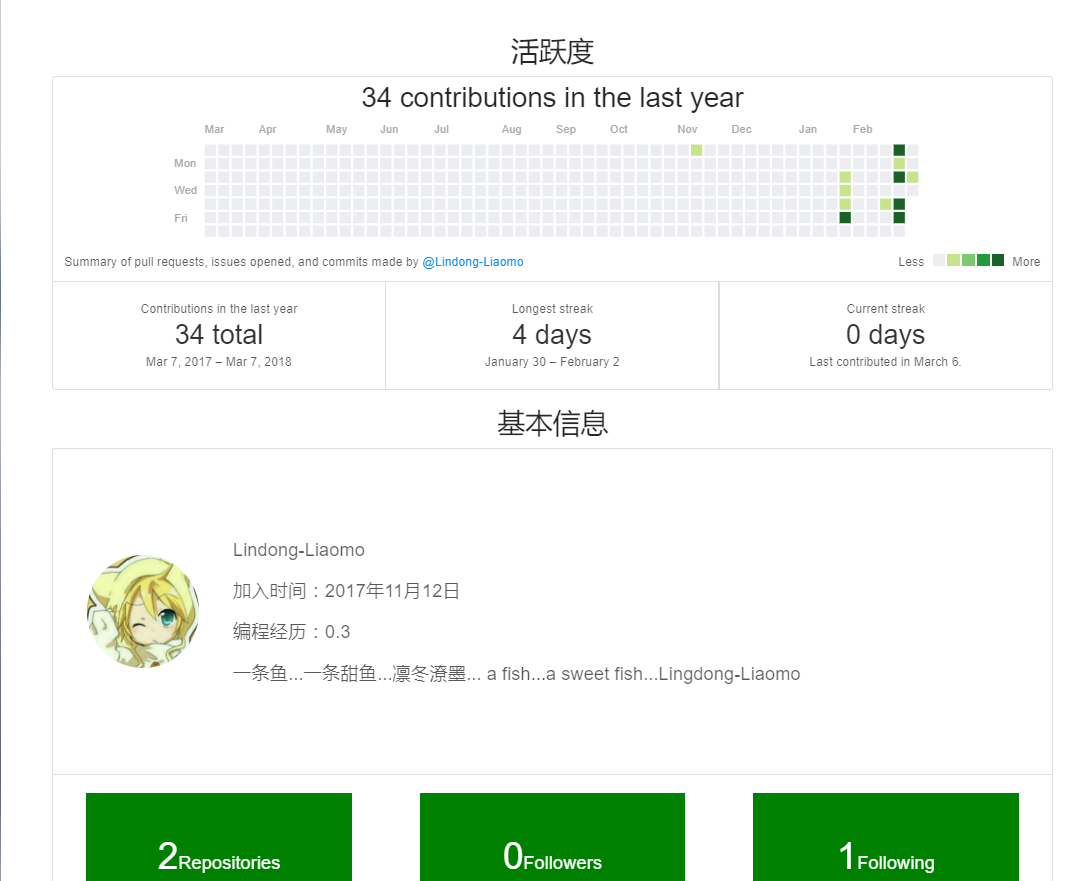 活跃度
34 contributions in the last year
Mar Apr May Jun Jul Aug Sep Oct Nov Dec Jan Feb
Mon
Wed
Fri
Summary of pull requests, issues opened, and commits made by @Lindong-Liaomo
Less More
Contributions in the last year
34 total
Mar 7, 2017 – Mar 7, 2018
Longest streak
4 days
January 30 – February 2
Current streak
0 days
Last contributed in March 6.
基本信息
Lindong-Liaomo
加入时间：2017年11月12日
编程经历：0.3
一条鱼...一条甜鱼...凛冬潦墨... a fish...a sweet fish...Lingdong-Liaomo
2Repositories
0Followers
1Following